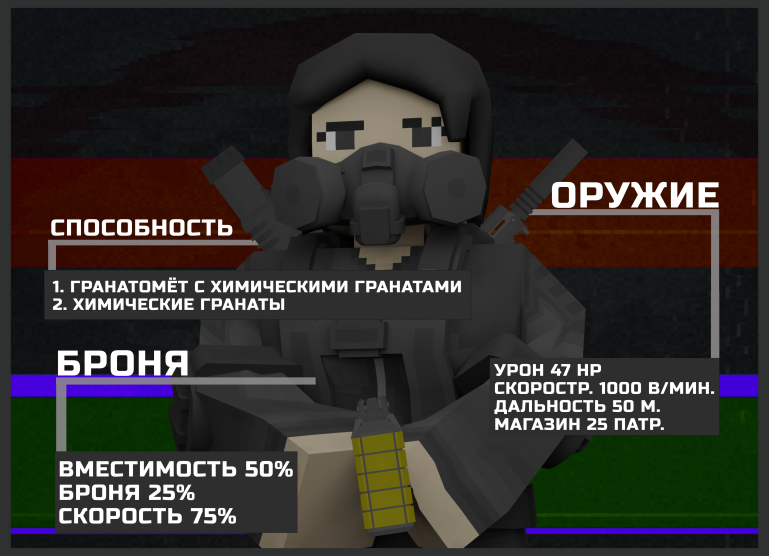 СПОСОБНОСТЬ
1. ГРАНАТОМЁТ С ХИМИЧЕСКИМИ ГРАНАТАМИ
2. ХИМИЧЕСКИЕ ГРАНАТЫ
ОРУЖИЕ
УРОН 47 HP
СКОРОСТР. 1000 В/МИН.
ДАЛЬНОСТЬ 50 М.
МАГАЗИН 25 ПАТР.
БРОНЯ
ВМЕСТИМОСТЬ 50%
БРОНЯ 25%
СКОРОСТЬ 75%